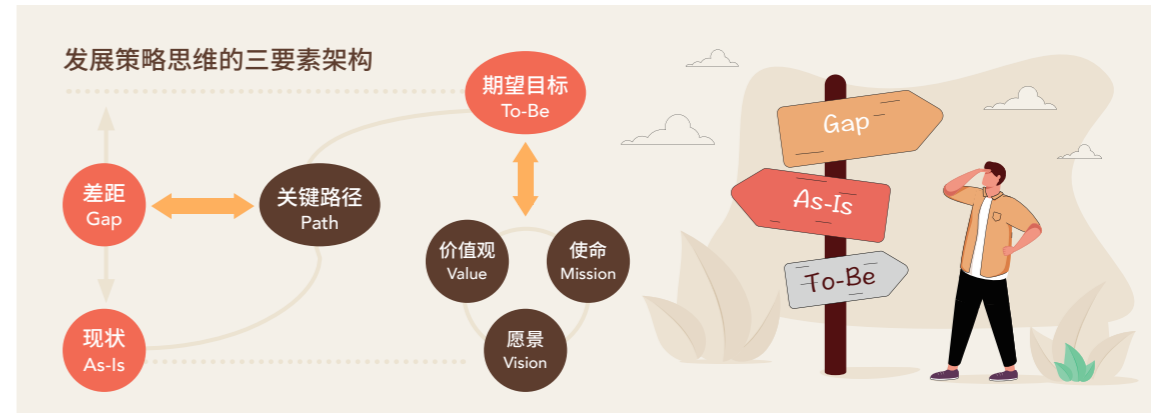 发展策略思维的三要素架构
期望目标
To-Be
差距
Gap
关键路径
Path
价值观
Value
使命
Mission
愿景
Vision
现状
As-Is
Gap
As-Is
To-Be